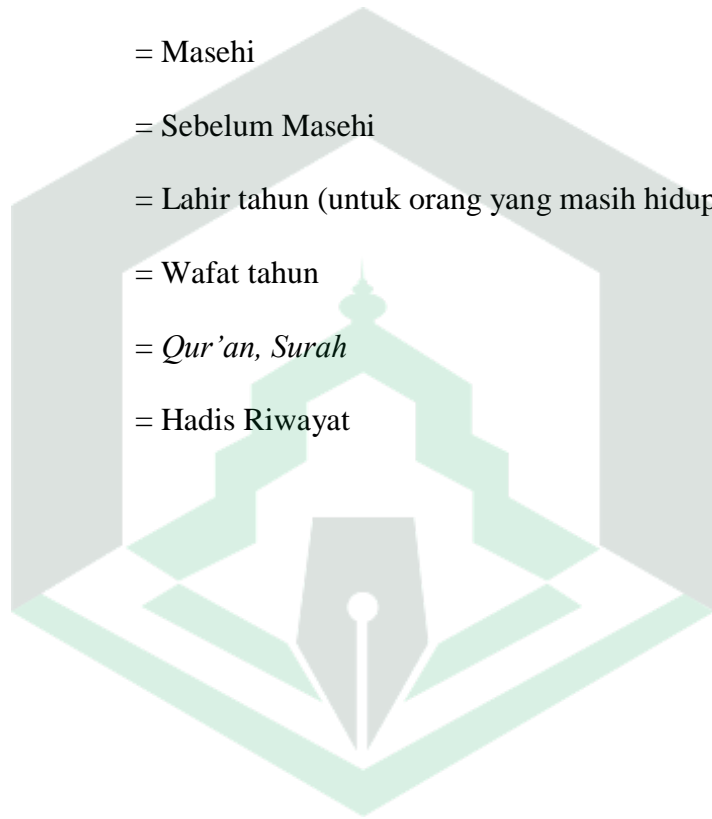 = Masehi
= Sebelum Masehi
= Lahir tahun (untuk orang yang masih hidup
= Wafat tahun
= Qur’an, Surah
= Hadis Riwayat